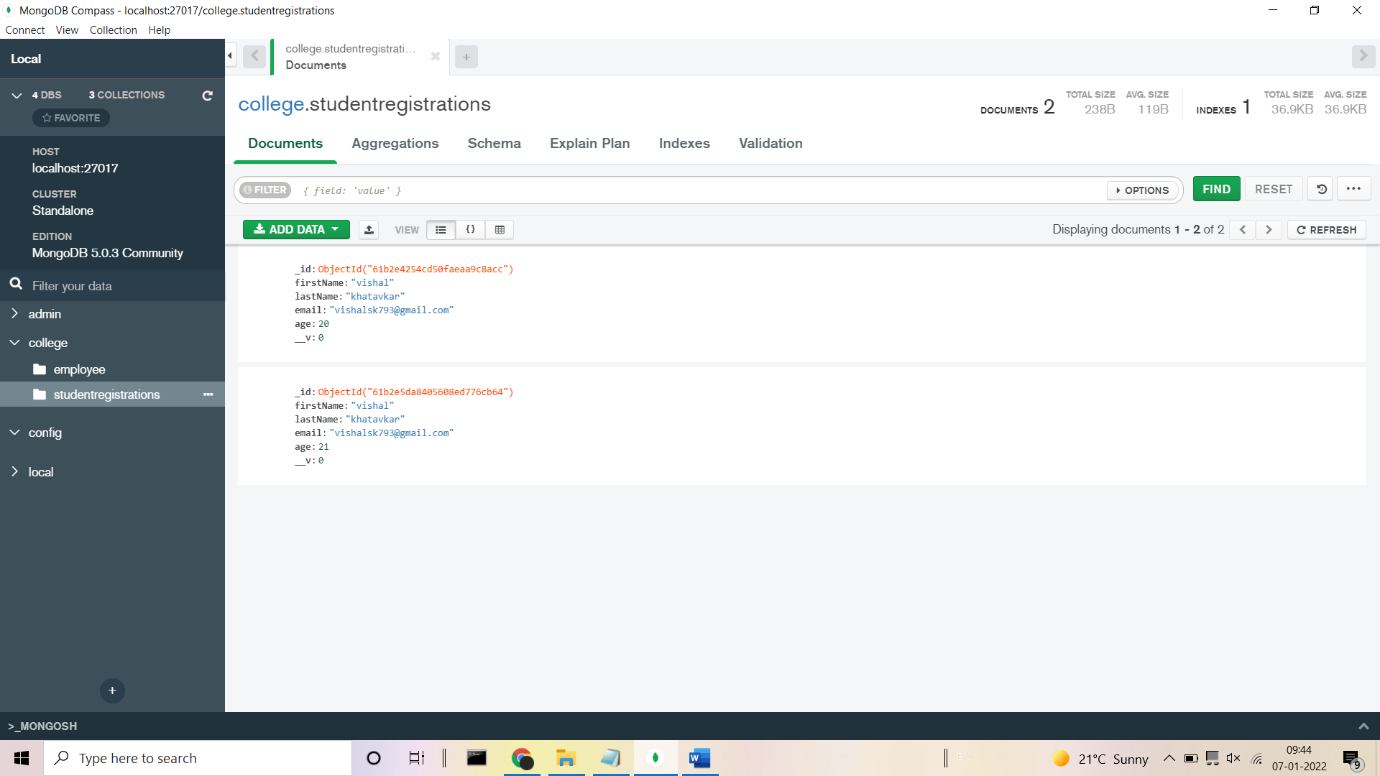 MongoDB Compass - localhost:27017/college.studentregistrations
Connect View Collection Help
Local
4 DBS 3 COLLECTIONS
FAVORITE
HOST
localhost:27017
CLUSTER
Standalone
EDITION
MongoDB 5.0.3 Community
Filter your data
admin
college
employee
studentregistrations
config
local
>_MONGOSH
college.studentregistrati...
Documents
college.studentregistrations
DOCUMENTS 2 TOTAL SIZE 238B AVG. SIZE 119B INDEXES 1 TOTAL SIZE 36.9KB AVG. SIZE 36.9KB
Documents Aggregations Schema Explain Plan Indexes Validation
FILTER { field: 'value' } OPTIONS FIND RESET
ADD DATA VIEW {} Displaying documents 1 - 2 of 2 REFRESH
_id: ObjectId("61b2e4254cd50faeaa9c8acc")
firstName: "vishal"
lastName: "khatavkar"
email: "vishalsk793@gmail.com"
age: 20
__v: 0
_id: ObjectId("61b2e5da8405608ed776cb64")
firstName: "vishal"
lastName: "khatavkar"
email: "vishalsk793@gmail.com"
age: 21
__v: 0
Type here to search
21°C Sunny
09:44
07-01-2022
9